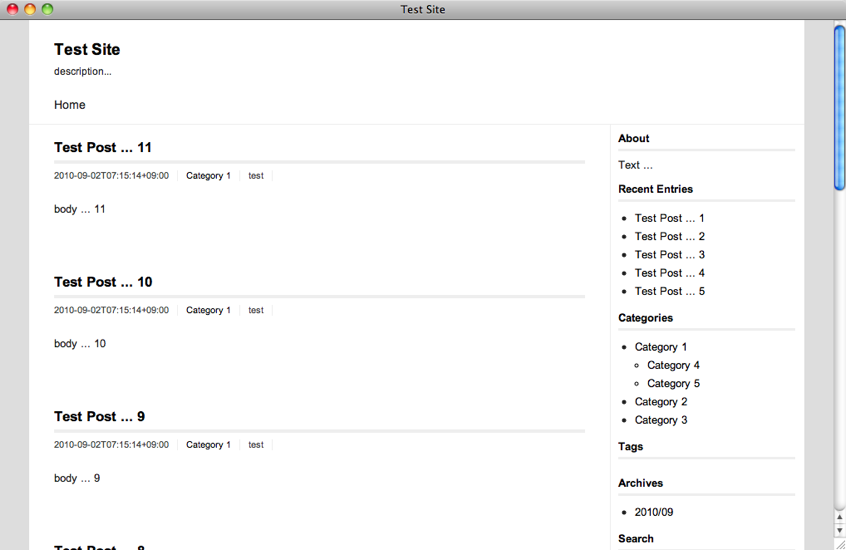 Test Site
Test Site
description...
Home
Test Post ... 11
2010-09-02T07:15:14+09:00 Category 1 test
body ... 11
Test Post ... 10
2010-09-02T07:15:14+09:00 Category 1 test
body ... 10
Test Post ... 9
2010-09-02T07:15:14+09:00 Category 1 test
body ... 9
Test Post ... 8
About
Text ...
Recent Entries
Test Post ... 1
Test Post ... 2
Test Post ... 3
Test Post ... 4
Test Post ... 5
Categories
Category 1
Category 4
Category 5
Category 2
Category 3
Tags
Archives
2010/09
Search